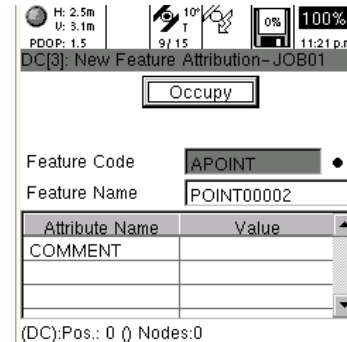 H: 2.5m
V: 3.1m
PDOP: 1.5
10°
T
9/ 15
0%
100%
11:21 p.m
DC[3]: New Feature Attribution-JOB01
Occupy
Feature Code APOINT
Feature Name POINT00002
Attribute Name Value
COMMENT
(DC):Pos.: 0 () Nodes:0